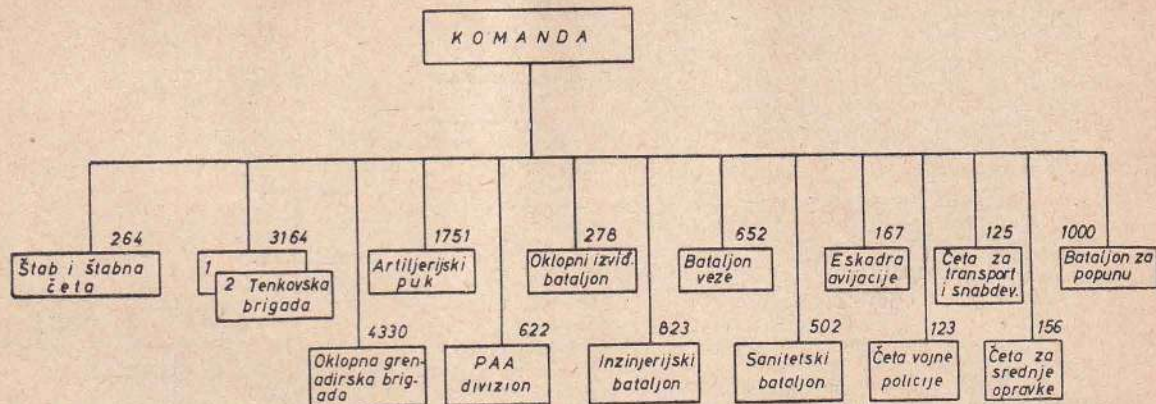 KOMANDA
264
Štab i štabna
četa
3164
1
2 Tenkovska
brigada
4330
Oklopna gren-
adirska brig-
ada
1751
Artiljerijski
puk
622
PAA
divizion
278
Oklopni izviđ.
bataljon
823
Inzinjerijski
bataljon
652
Bataljon
veze
502
Sanitetski
bataljon
167
Eskadra
avijacije
123
Četa vojne
policije
125
Četa za
transport
i snabdev.
156
Četa za
srednje
opravke
1000
Bataljon za
popunu